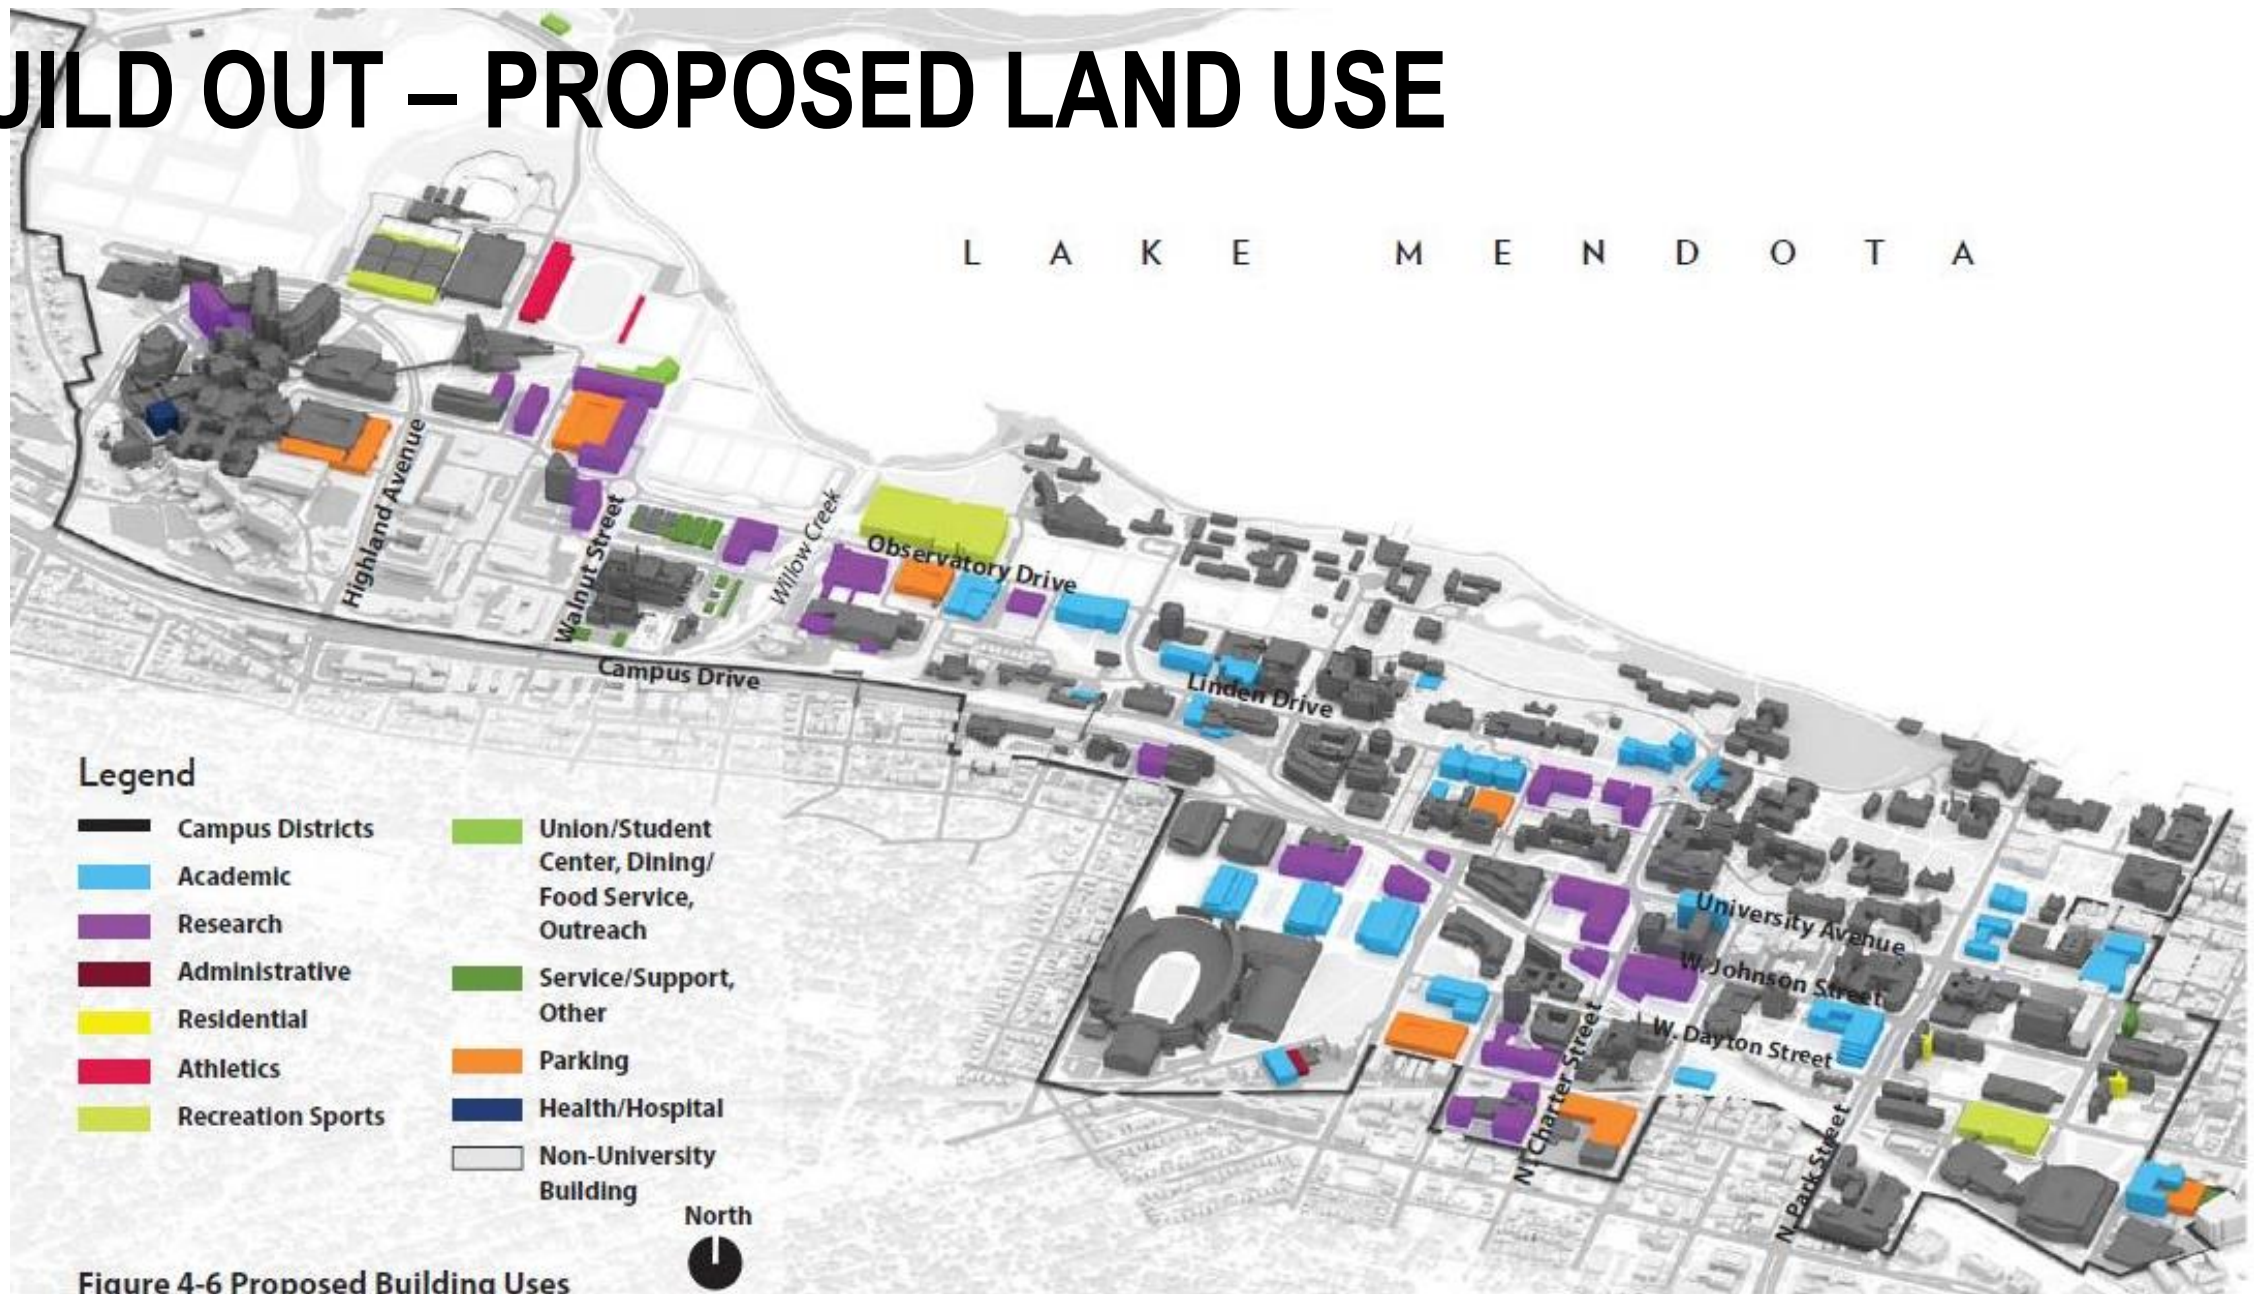 UILD OUT – PROPOSED LAND USE
LAKE MENDOTA
Highland Avenue
Walnut Street
Willow Creek
Observatory Drive
Campus Drive
Linden Drive
University Avenue
W. Johnson Street
W. Dayton Street
N. Charter Street
N. Park Street
Legend
Campus Districts
Academic
Research
Administrative
Residential
Athletics
Recreation Sports
Union/Student
Center, Dining/
Food Service,
Outreach
Service/Support,
Other
Parking
Health/Hospital
Non-University
Building
North
Figure 4-6 Proposed Building Uses